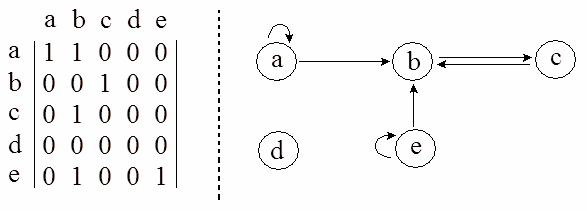 a b c d e
a 1 1 0 0 0
b 0 0 1 0 0
c 0 1 0 0 0
d 0 0 0 0 0
e 0 1 0 0 1
a b c
d e